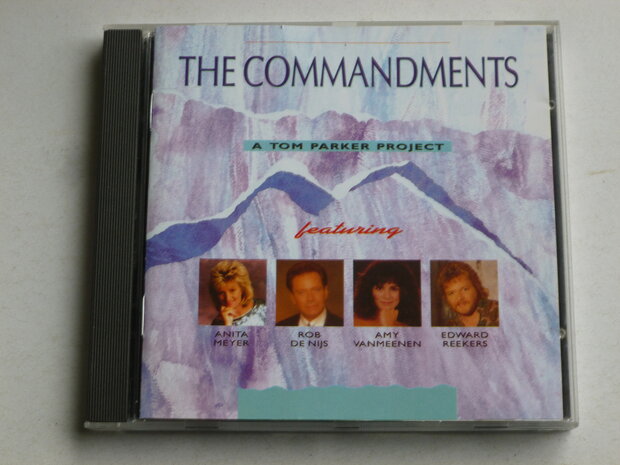 THE COMMANDMENTS
A TOM PARKER PROJECT
featuring
ANITA MEYER
ROB DE NIJS
AMY VANMEENEN
EDWARD REEKERS